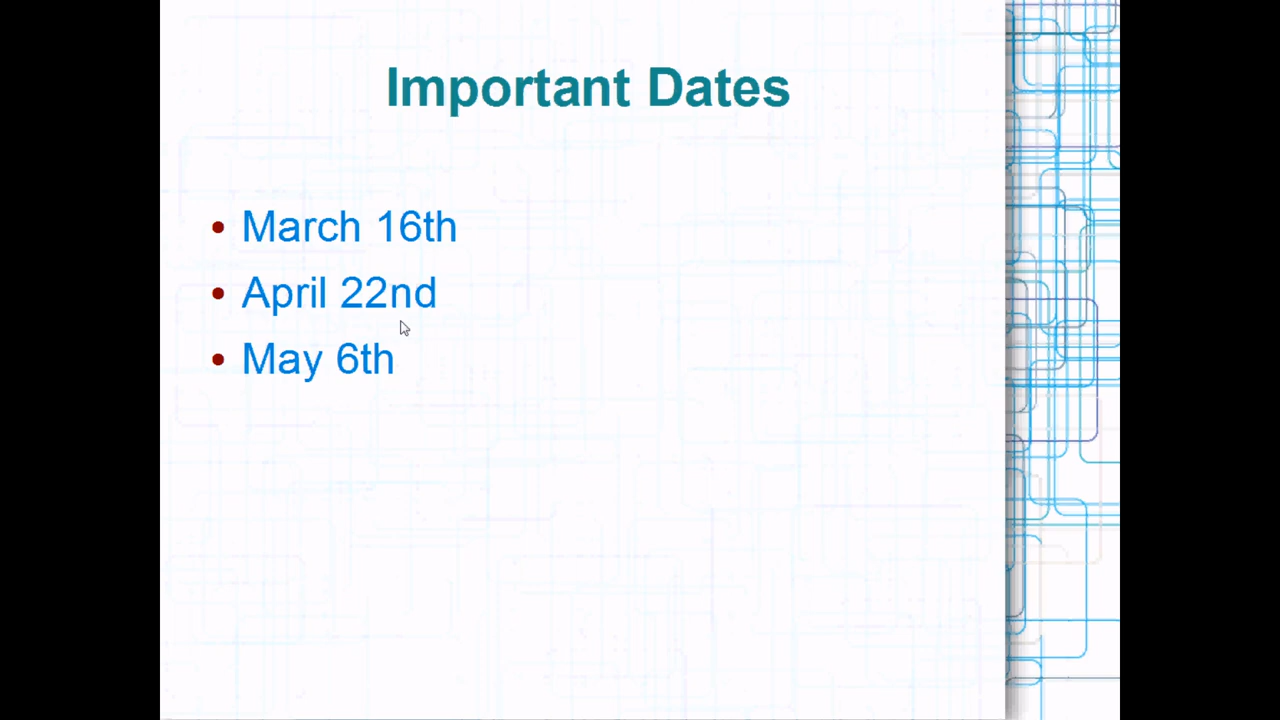 Important Dates
• March 16th
• April 22nd
• May 6th